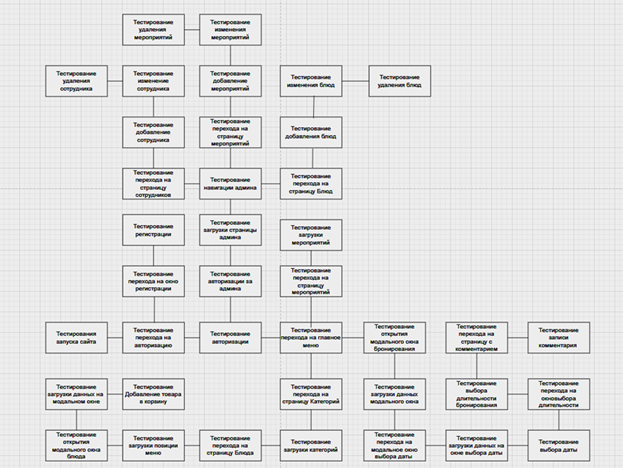 Тестирование
удаления
мероприятий
Тестирование
изменения
мероприятий
Тестирование
удаления
сотрудника
Тестирование
изменение
сотрудника
Тестирование
добавление
мероприятий
Тестирование
изменения блюд
Тестирование
удаления блюд
Тестирование
добавление
сотрудника
Тестирование
перехода на
страницу
мероприятий
Тестирование
добавления блюд
Тестирование
перехода на
страницу
сотрудников
Тестирование
навигации админа
Тестирование
перехода на
страницу Блюд
Тестирование
регистрации
Тестирование
загрузки страницы
админа
Тестирование
загрузки
мероприятий
Тестирование
перехода на окно
регистрации
Тестирование
авторизации за
админа
Тестирование
перехода на
страницу
мероприятий
Тестирования
запуска сайта
Тестирование
перехода на
авторизацию
Тестирование
авторизации
Тестирование
перехода на главное
меню
Тестирование
открытия
модального окна
бронирования
Тестирование
перехода на
страницу с
комментарием
Тестирование
записи
комментария
Тестирование
загрузки данных на
модальном окне
Тестирование
Добавление товара
в корзину
Тестирование
перехода на
страницу Категорий
Тестирование
загрузки данных
модального окна
Тестирование
выбора
длительности
бронирования
Тестирование
перехода на
окновыбора
длительности
Тестирование
открытия
модального окна
блюда
Тестирование
загрузки позиции
меню
Тестирование
перехода на
страницу Блюда
Тестирование
загрузки категорий
Тестирование
перехода на
модальное окно
выбора даты
Тестирование
загрузки данных на
окне выбора даты
Тестирование
выбора даты